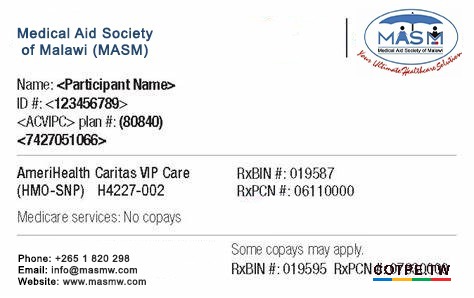 Medical Aid Society
of Malawi (MASM)
MASM
Medical Aid Society of Malawi
Your Ultimate Healthcare Solution
Name: <Participant Name>
ID #: <123456789>
<ACVIPC> plan #: (80840)
<7427051066>
AmeriHealth Caritas VIP Care
(HMO-SNP) H4227-002
RxBIN #: 019587
RxPCN #: 06110000
Medicare services: No copays
Some copays may apply.
RxBIN #: 019595 RxPCN #:
COTPE.TW
Phone: +265 1 820 298
Email: info@masmw.com
Website: www.masmw.com